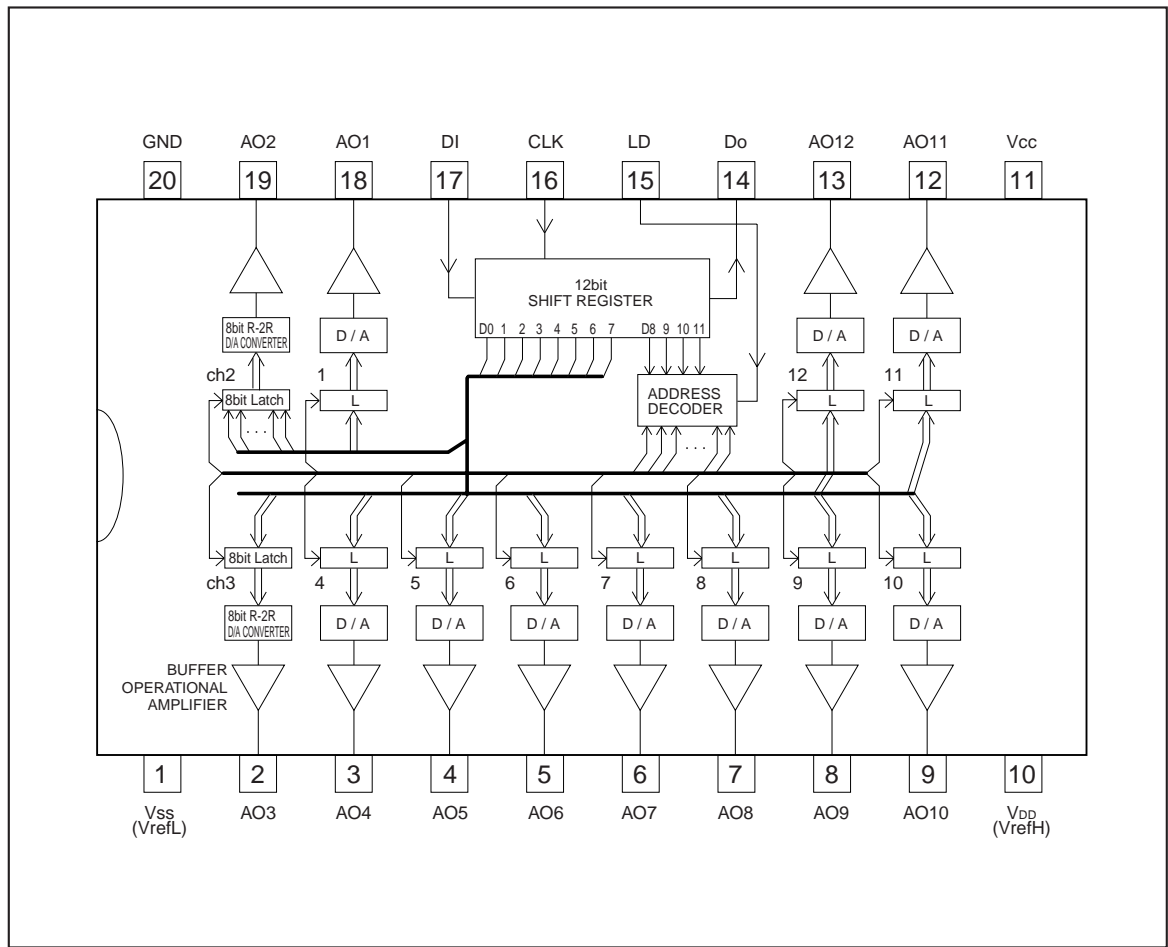 GND AO2 AO1 DI CLK LD Do AO12 AO11 Vcc
20 19 18 17 16 15 14 13 12 11
12bit
SHIFT REGISTER
D0 1 2 3 4 5 6 7 D8 9 10 11
8bit R-2R
D/A CONVERTER
D / A
D / A
D / A
ch2
8bit Latch
1
L
ADDRESS
DECODER
12
L
11
L
. . .
. . .
8bit Latch L L L L L L L
ch3 4 5 6 7 8 9 10
8bit R-2R
D/A CONVERTER
D / A D / A D / A D / A D / A D / A D / A
BUFFER
OPERATIONAL
AMPLIFIER
1 2 3 4 5 6 7 8 9 10
Vss
(VrefL)
AO3 AO4 AO5 AO6 AO7 AO8 AO9 AO10
VDD
(VrefH)